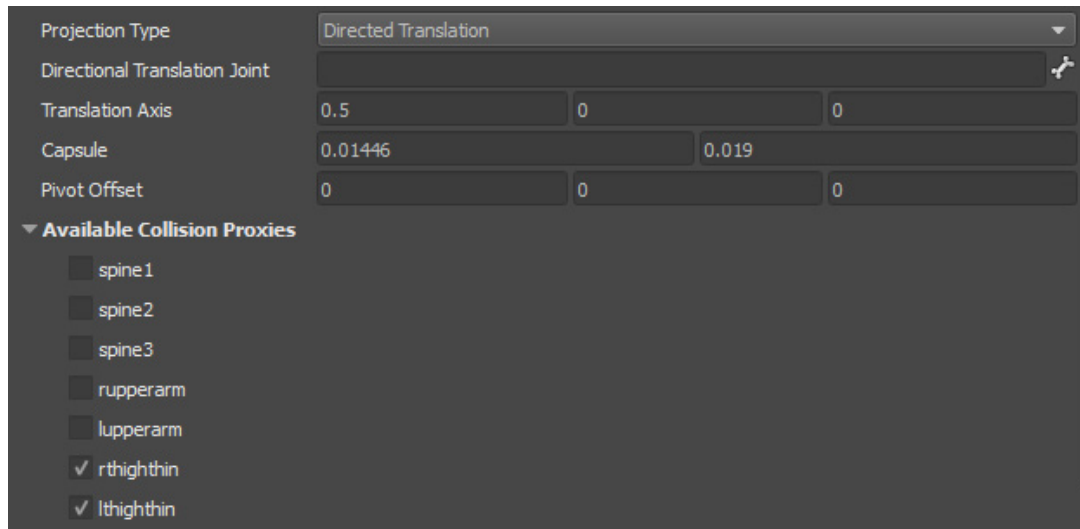 Projection Type Directed Translation
Directional Translation Joint
Translation Axis 0.5 0 0
Capsule 0.01446 0.019
Pivot Offset 0 0 0
Available Collision Proxies
spine1
spine2
spine3
rupperarm
lupperarm
rthighthin
lthighthin